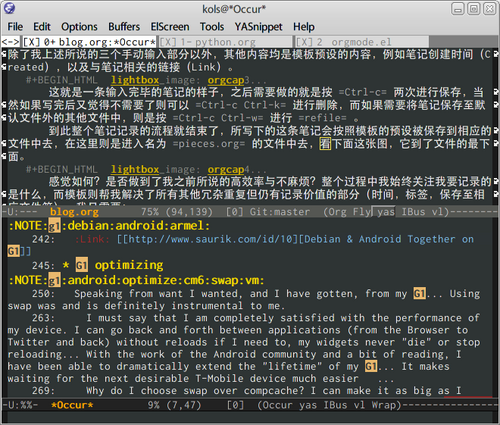 kols@*Occur*
File Edit Options Buffers ElScreen Tools YASnippet Help
<->[X] 0+ blog.org:*Occur* [X] 1- python.org [X] 2 orgmode.el
除了我上述所说的三个手动输入部分以外，其他内容均是模板预设的内容，例如笔记创建时间（C
reated），以及与笔记相关的链接（Link）。
#+BEGIN_HTML lightbox_image: orgcap3...
这就是一条输入完毕的笔记的样子，之后需要做的就是按 =Ctrl-c= 两次进行保存，当
然如果写完后又觉得不需要了则可以 =Ctrl-c Ctrl-k= 进行删除，而如果需要将笔记保存至默
认文件外的其他文件中，则是按 =Ctrl-c Ctrl-w= 进行 =refile= 。
到此整个笔记记录的流程就结束了，所写下的这条笔记会按照模板的预设被保存到相应的
文件中去，在这里则是进入名为 =pieces.org= 的文件中去，看下面这张图，它到了文件的最下
面。
#+BEGIN_HTML lightbox_image: orgcap4...
感觉如何？是否做到了我之前所说的高效率与不麻烦？整个过程中我始终关注我要记录的
是什么，而模板则帮我解决了所有其他冗杂重复但仍有记录价值的部分（时间，标签，保存至相
-U:--- blog.org 75% (94,139) [0] Git:master (Org Fly yas IBus vl)
:NOTE:g1:debian:android:armel:
242: :Link: [[http://www.saurik.com/id/10][Debian & Android Together on
G1]]
245: * G1 optimizing
:NOTE:g1:android:optimize:cm6:swap:vm:
250: Speaking from want I wanted, and I have gotten, from my G1... Using
swap was and is definitely instrumental to me.
263: I must say that I am completely satisfied with the performance of
my device. I can go back and forth between applications (from the Browser to
Twitter and back) without reloads if I need to, my widgets never "die" or stop
reloading... With the work of the Android community and a bit of reading, I
have been able to dramatically extend the "lifetime" of my G1... It makes
waiting for the next desirable T-Mobile device much easier ...
269: Why do I choose swap over compcache? I can make it as big as I
-U:%%- *Occur* 9% (7,47) [0] (Occur yas IBus vl Wrap)